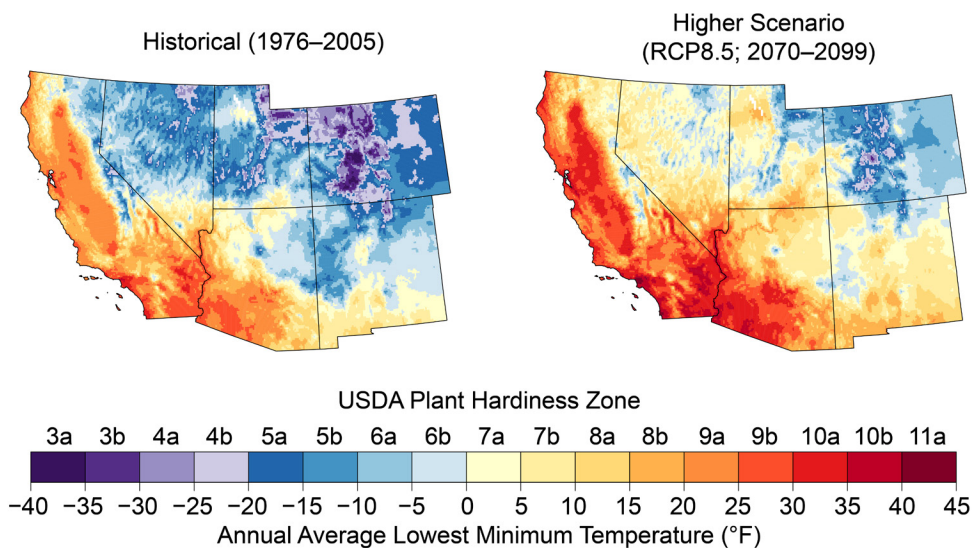 Historical (1976–2005)
Higher Scenario
(RCP8.5; 2070–2099)
USDA Plant Hardiness Zone
3a 3b 4a 4b 5a 5b 6a 6b 7a 7b 8a 8b 9a 9b 10a 10b 11a
−40 −35 −30 −25 −20 −15 −10 −5 0 5 10 15 20 25 30 35 40 45
Annual Average Lowest Minimum Temperature (°F)